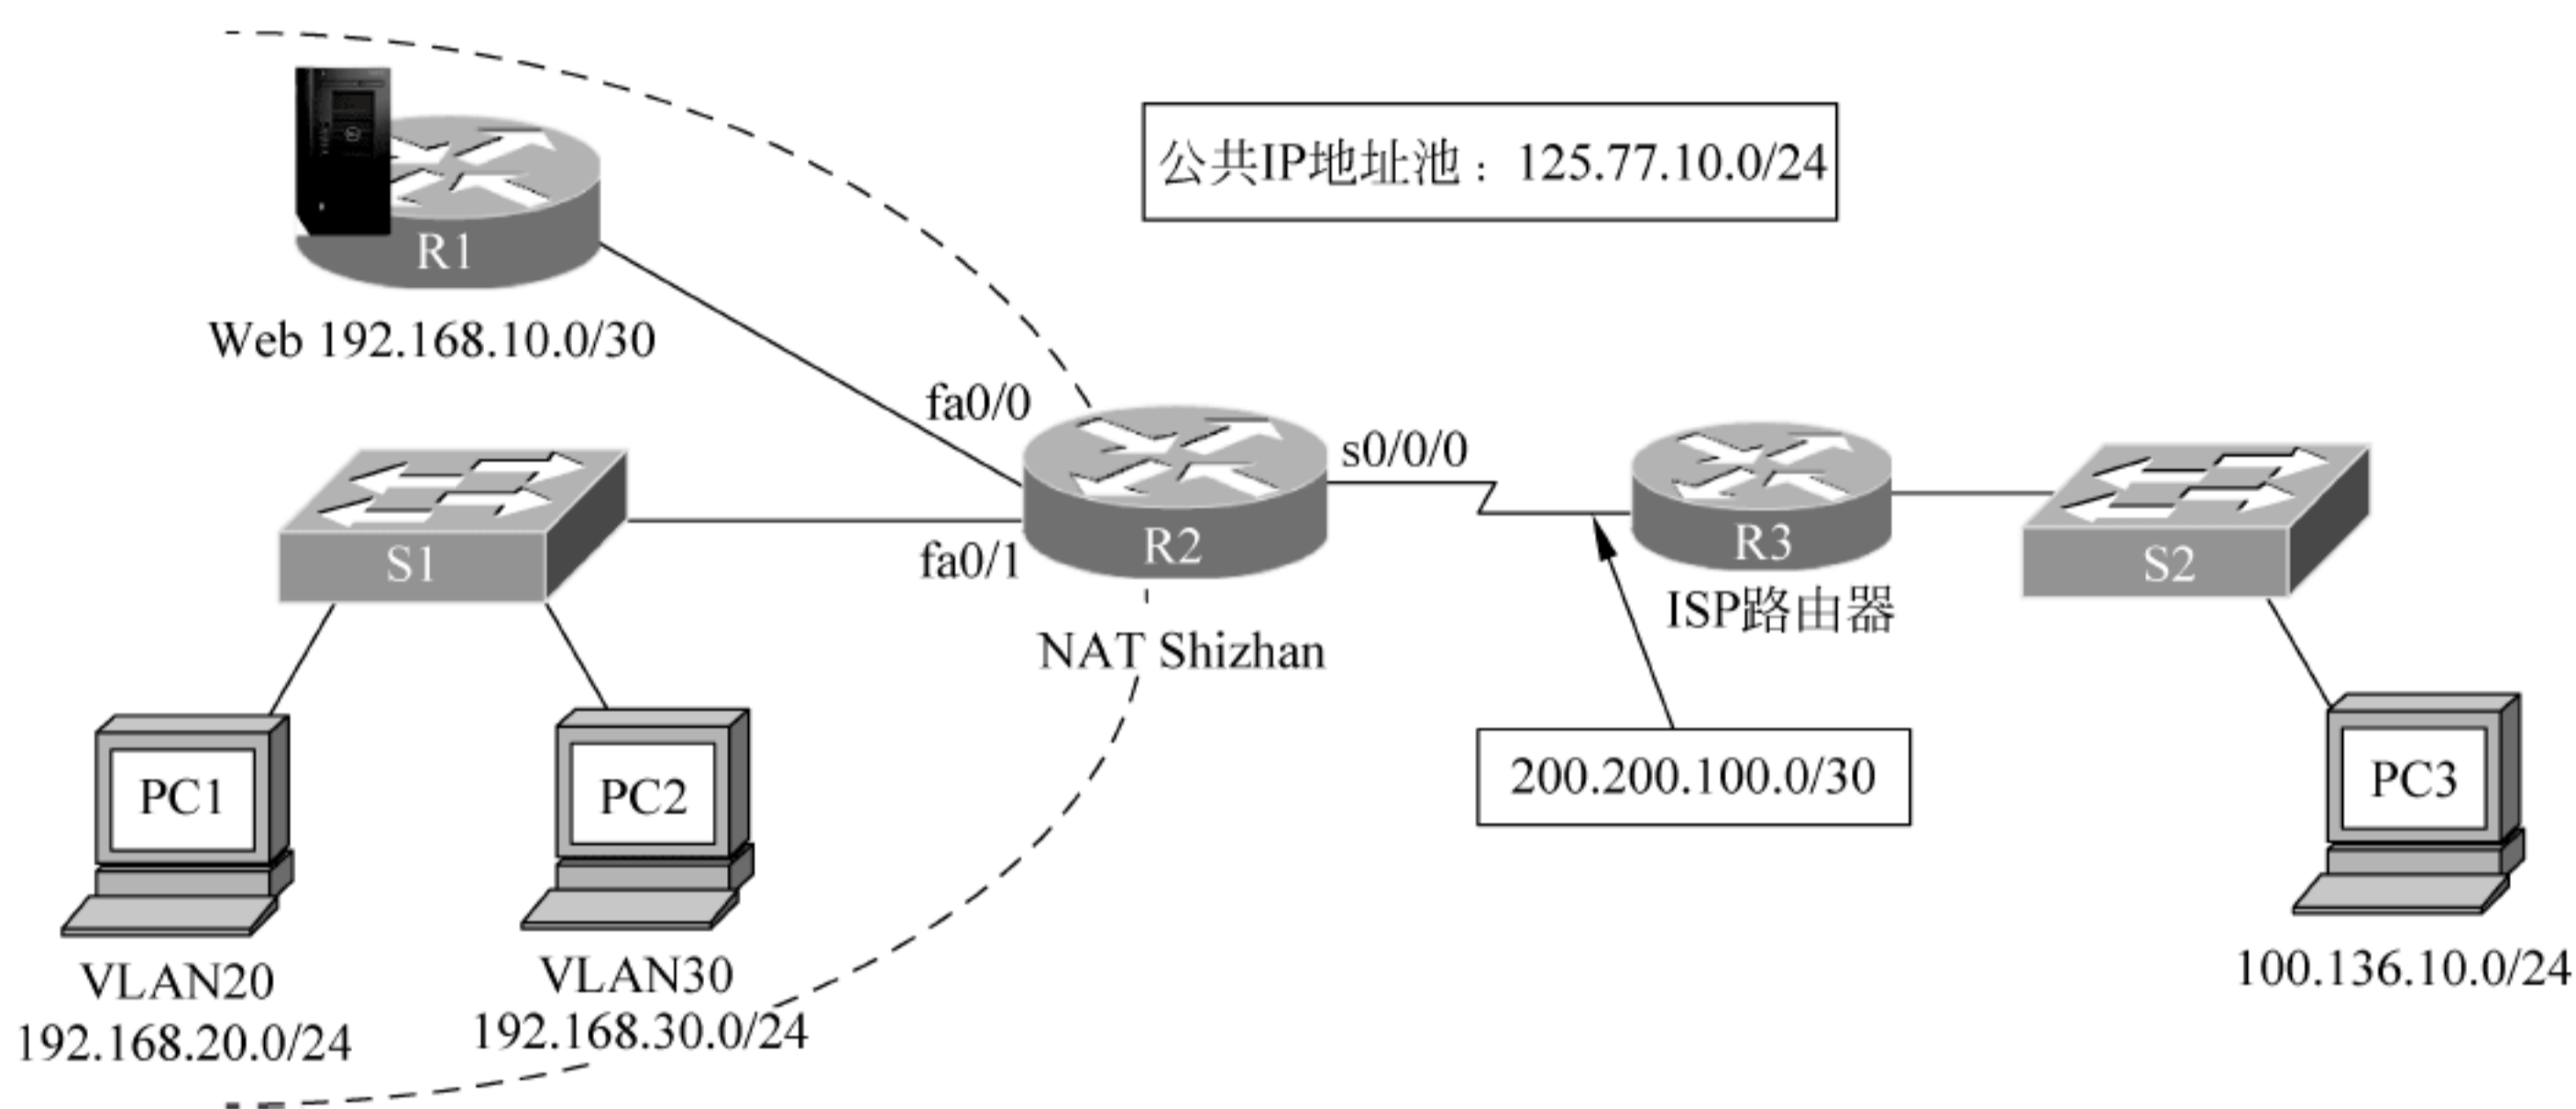 公共IP地址池：125.77.10.0/24
R1
Web 192.168.10.0/30
fa0/0
s0/0/0
fa0/1
S1
R2
R3
S2
ISP路由器
NAT Shizhan
200.200.100.0/30
PC1
PC2
PC3
VLAN20
192.168.20.0/24
VLAN30
192.168.30.0/24
100.136.10.0/24